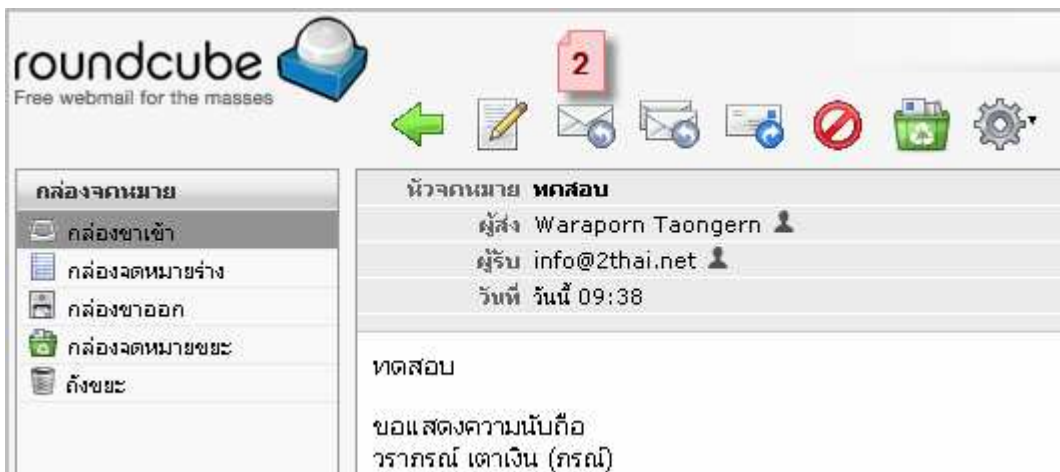 roundcube
Free webmail for the masses
2
กล่องจดหมาย
กล่องขาเข้า
กล่องจดหมายร่าง
กล่องขาออก
กล่องจดหมายขยะ
ถังขยะ
หัวจดหมาย ทดสอบ
ผู้ส่ง Waraporn Taongern
ผู้รับ info@2thai.net
วันที่ วันนี้ 09:38
ทดสอบ
ขอแสดงความนับถือ
วราภรณ์ เตาเงิน (ภรณ์)